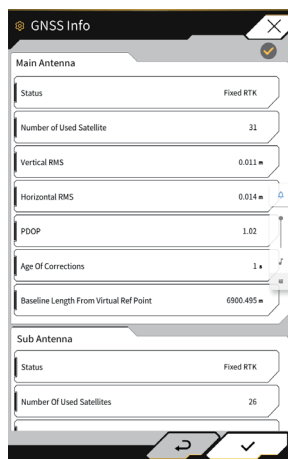 GNSS Info
Main Antenna
Status Fixed RTK
Number of Used Satellite 31
Vertical RMS 0.011 m
Horizontal RMS 0.014 m
PDOP 1.02
Age Of Corrections 1 s
Baseline Length From Virtual Ref Point 6900.495 m
Sub Antenna
Status Fixed RTK
Number Of Used Satellites 26